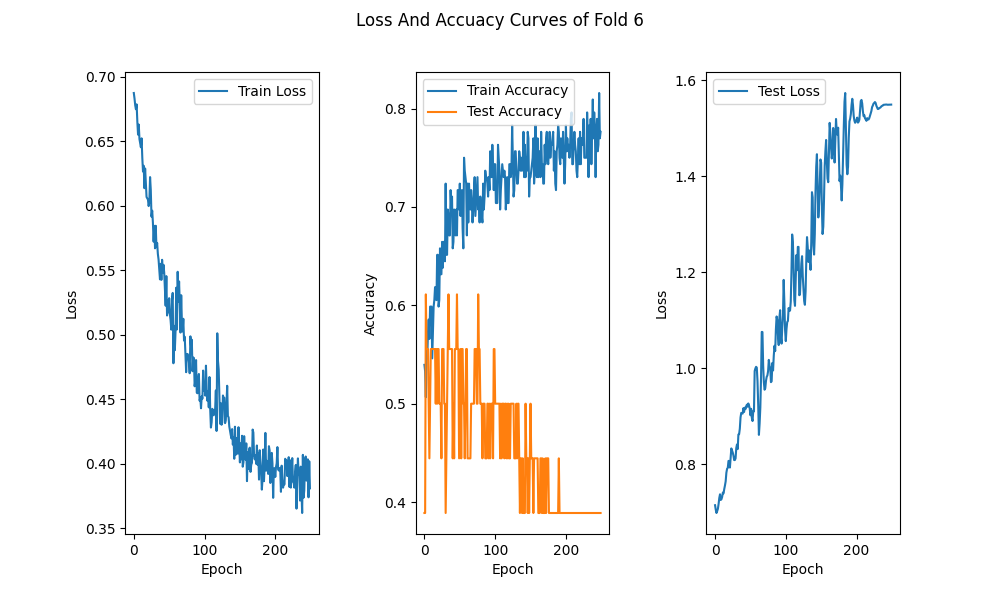 Loss And Accuacy Curves of Fold 6
Train Loss
0.70
0.65
0.60
0.55
0.50
0.45
0.40
0.35
Loss
0
100
200
Epoch
Train Accuracy
Test Accuracy
0.8
0.7
0.6
0.5
0.4
Accuracy
0
100
200
Epoch
Test Loss
1.6
1.4
1.2
1.0
0.8
Loss
0
100
200
Epoch